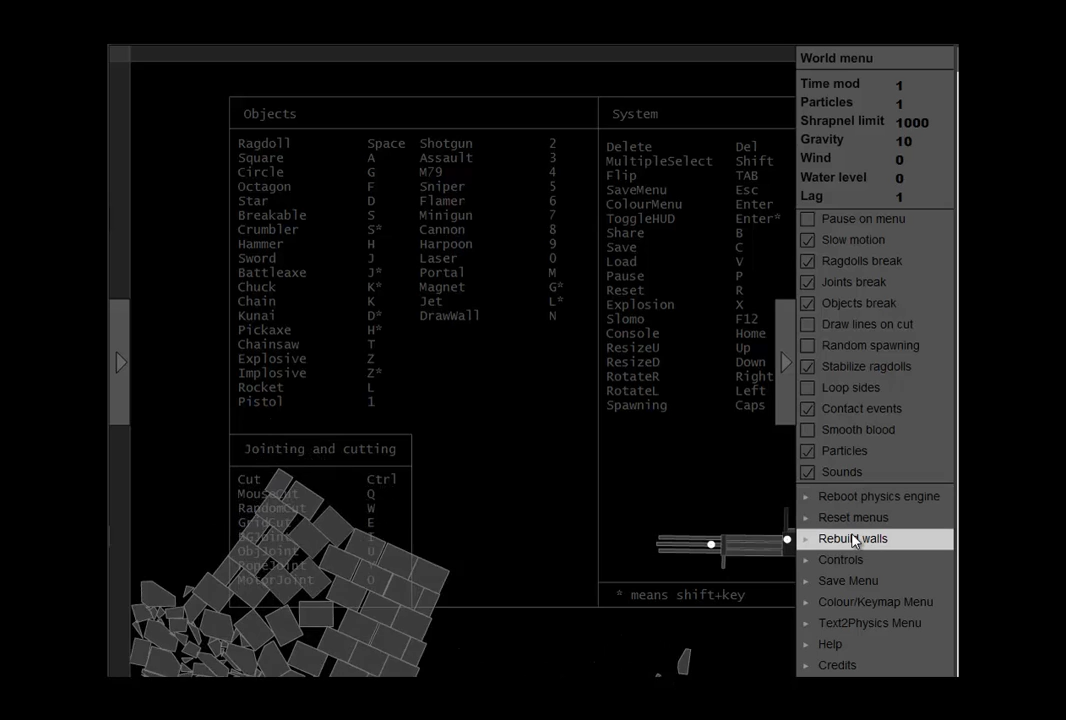 Objects
Ragdoll Space Shotgun 2
Square A Assault 3
Circle G M79 4
Octagon F Sniper 5
Star D Flamer 6
Breakable S Minigun 7
Crumbler S* Cannon 8
Hammer H Harpoon 9
Sword J Laser 0
Battleaxe J* Portal M
Chuck K* Magnet G*
Chain K Jet L*
Kunai D* DrawWall N
Pickaxe H*
Chainsaw T
Explosive Z
Implosive Z*
Rocket L
Pistol 1
Jointing and cutting
Cut Ctrl
MouseCut Q
RandomCut W
GridCut E
ObjJoint U
RopeJoint
MotorJoint O
System
Delete Del
MultipleSelect Shift
Flip TAB
SaveMenu Esc
ColourMenu Enter
ToggleHUD Enter*
Share B
Save C
Load V
Pause P
Reset R
Explosion X
Slomo F12
Console Home
ResizeU Up
ResizeD Down
RotateR Right
RotateL Left
Spawning Caps
* means shift+key
World menu
Time mod 1
Particles 1
Shrapnel limit 1000
Gravity 10
Wind 0
Water level 0
Lag 1
Pause on menu
Slow motion
Ragdolls break
Joints break
Objects break
Draw lines on cut
Random spawning
Stabilize ragdolls
Loop sides
Contact events
Smooth blood
Particles
Sounds
Reboot physics engine
Reset menus
Rebuild walls
Controls
Save Menu
Colour/Keymap Menu
Text2Physics Menu
Help
Credits